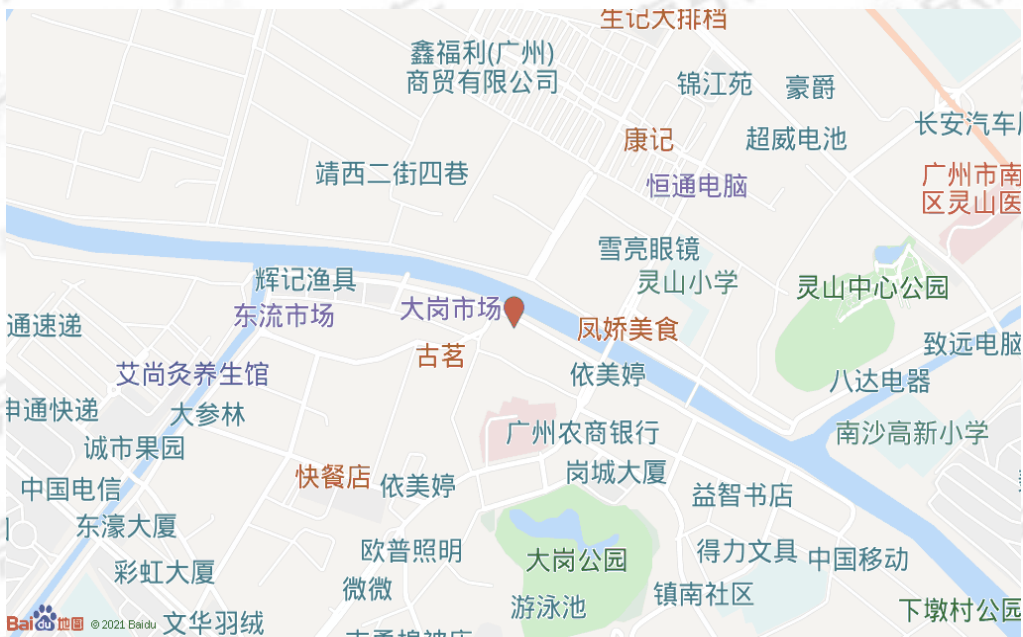 生记大排档
鑫福利(广州)
商贸有限公司
锦江苑
豪爵
长安汽车
康记
超威电池
靖西二街四巷
恒通电脑
广州市南
区灵山医
雪亮眼镜
辉记渔具
灵山小学
灵山中心公园
东流市场
大岗市场
通速递
凤娇美食
致远电脑
古茗
艾尚灸养生馆
依美婷
八达电器
申通快递
大参林
广州农商银行
南沙高新小学
诚市果园
快餐店
岗城大厦
中国电信
依美婷
益智书店
东濠大厦
欧普照明
大岗公园
得力文具
中国移动
彩虹大厦
微微
镇南社区
游泳池
下墩村公园
文华羽绒
Bai du 地图
© 2021 Baidu